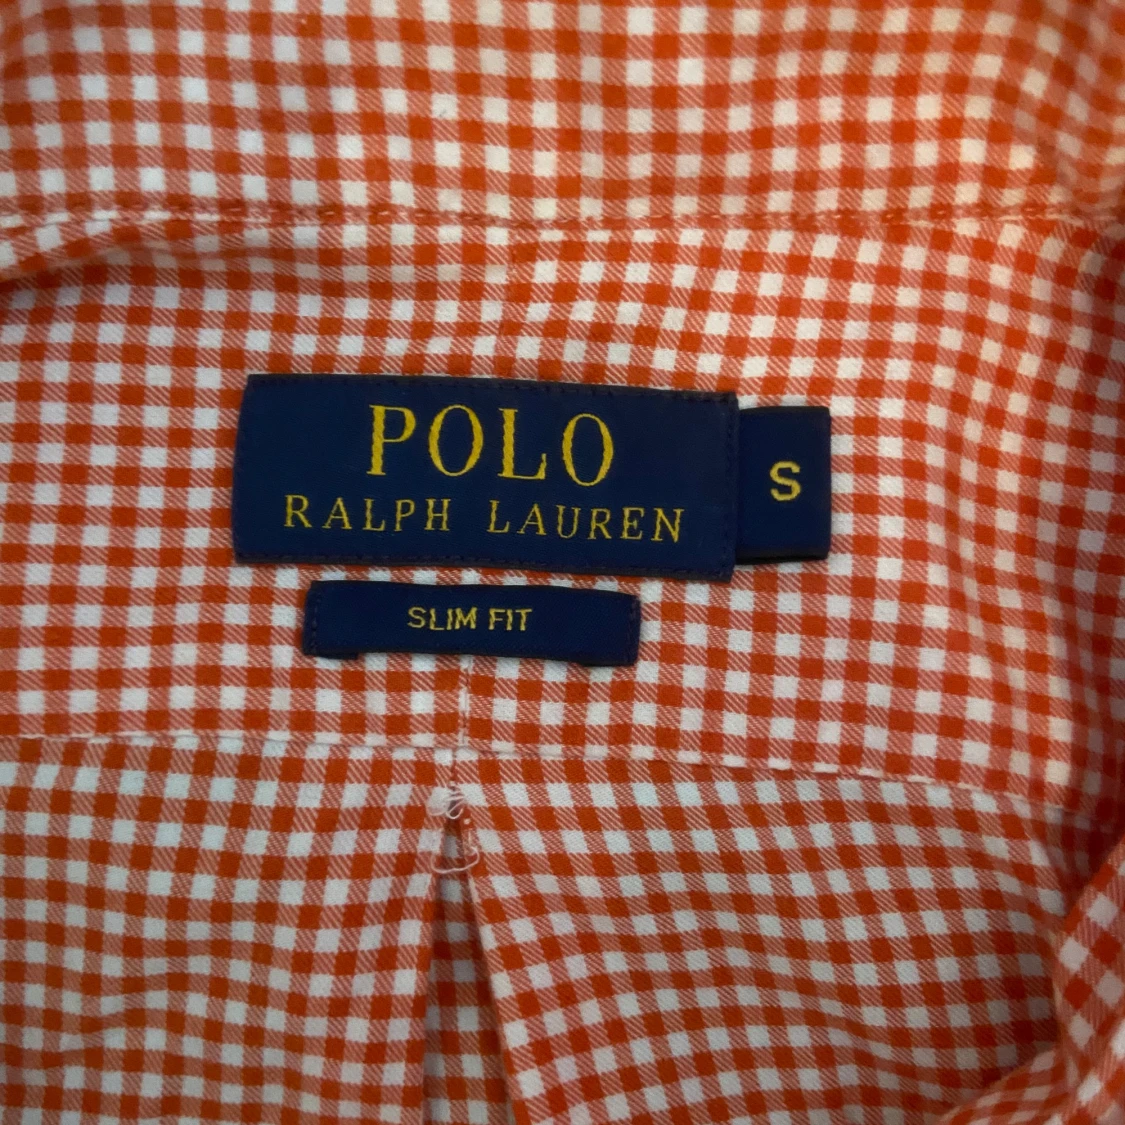 POLO
RALPH LAUREN
S
SLIM FIT